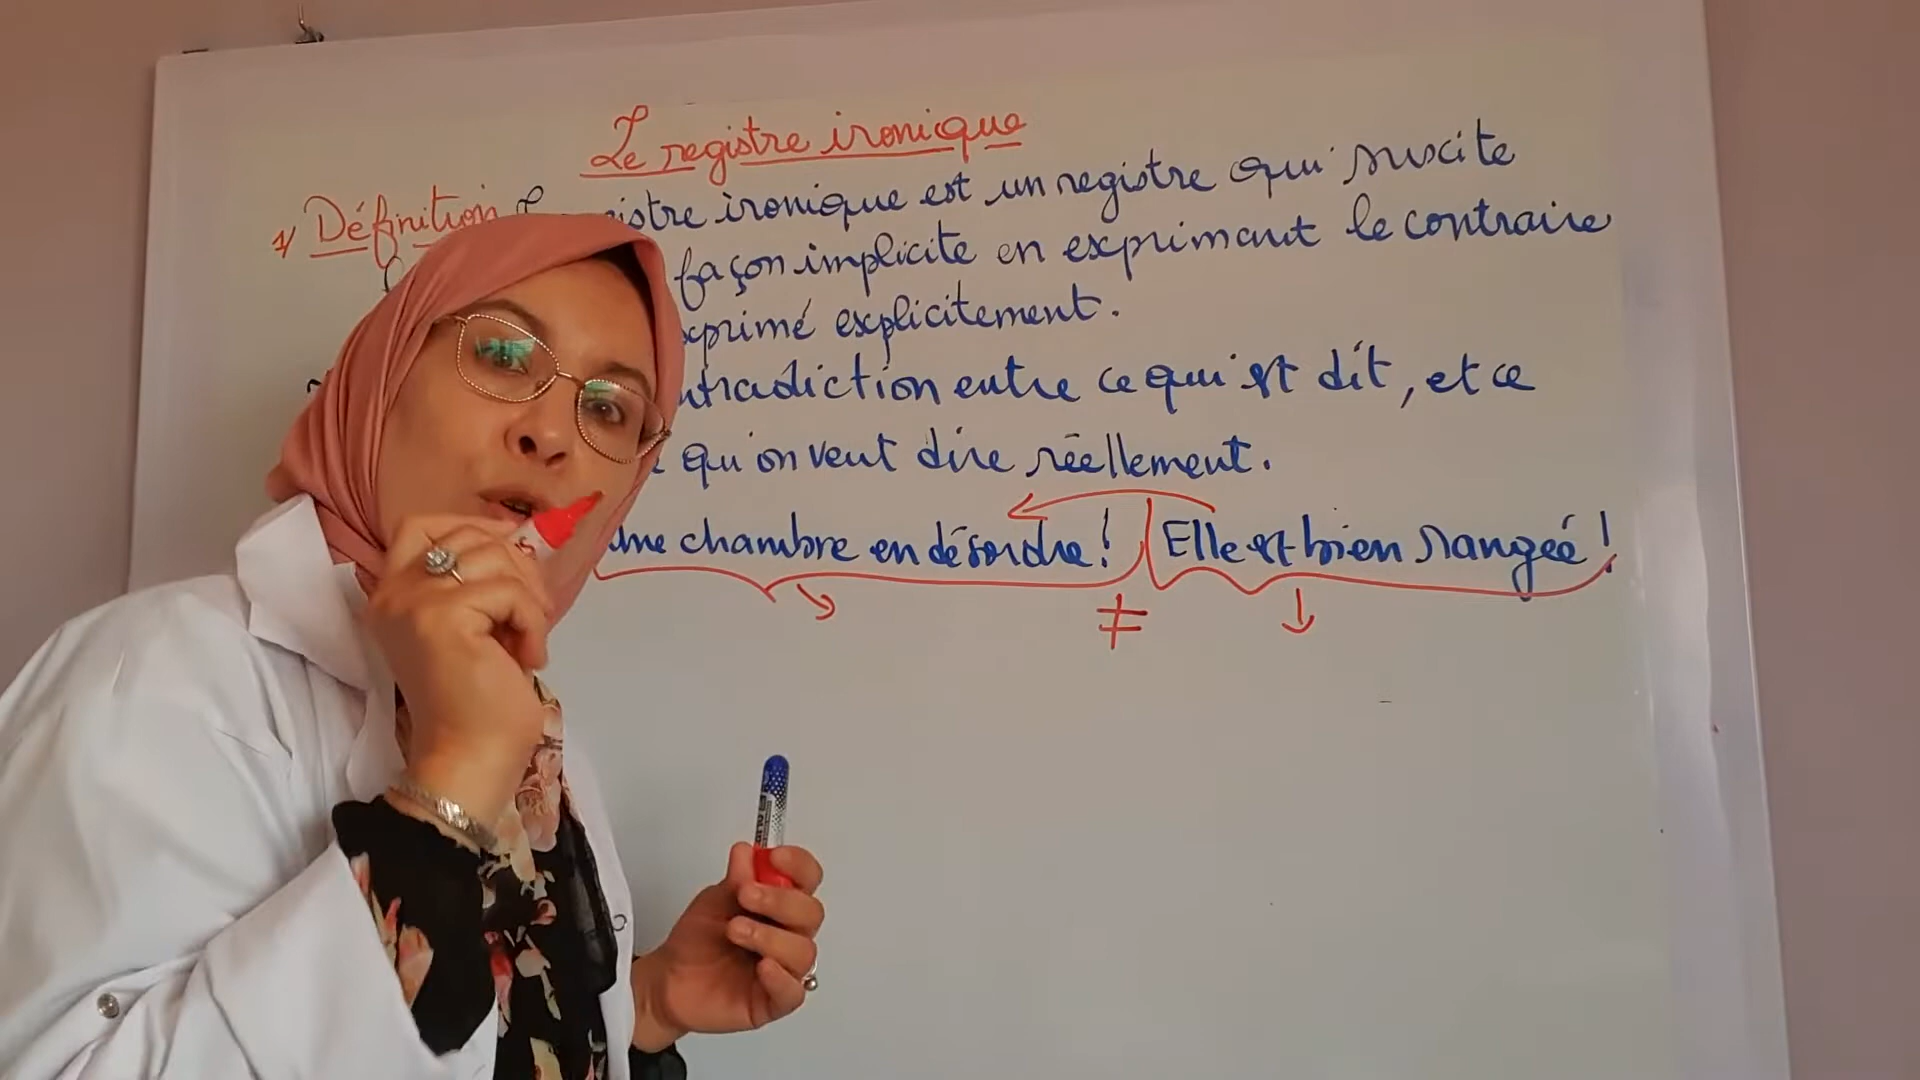 Le registre ironique
1/ Définition L istre ironique est un registre qui suscite
façon implicite en exprimant le contraire
xprimé explicitement.
ntradiction entre ce qui est dit, et ce
qu'on veut dire réellement.
une chambre en désordre! Elle est bien rangée!
≠